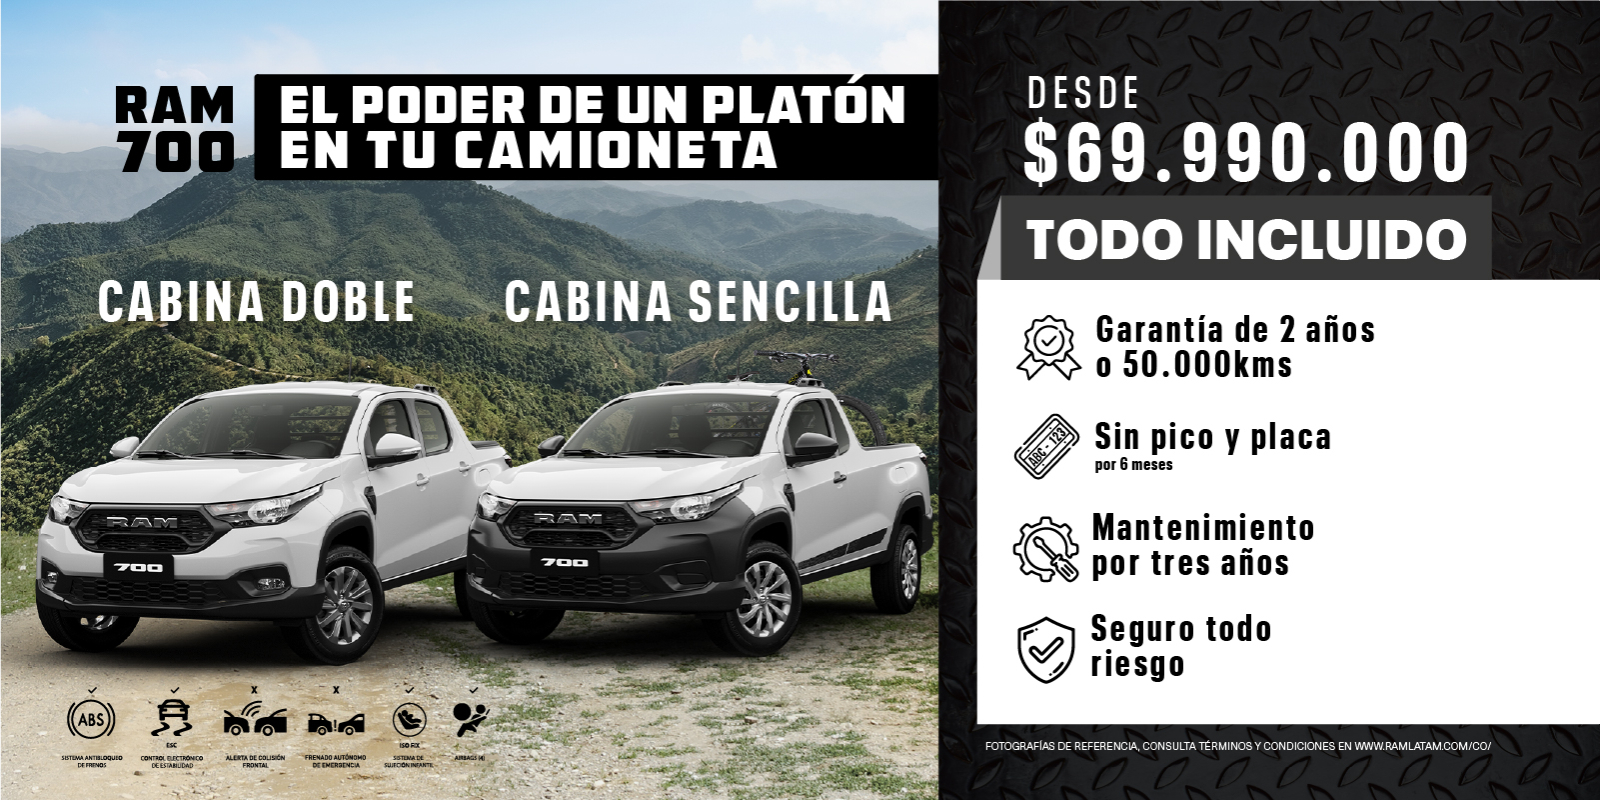 RAM
700
EL PODER DE UN PLATÓN
EN TU CAMIONETA
CABINA DOBLE
CABINA SENCILLA
RAM
700
RAM
700
ABS
SISTEMA ANTIBLOQUEO
DE FRENOS
ESC
CONTROL ELECTRÓNICO
DE ESTABILIDAD
X
ALERTA DE COLISIÓN
FRONTAL
X
FRENADO AUTÓNOMO
DE EMERGENCIA
ISO FIX
SISTEMA DE
SUJECIÓN INFANTIL
AIRBAGS (4)
DESDE
$69.990.000
TODO INCLUIDO
Garantía de 2 años
o 50.000kms
ABC - 123
Sin pico y placa
por 6 meses
Mantenimiento
por tres años
Seguro todo
riesgo
FOTOGRAFÍAS DE REFERENCIA, CONSULTA TÉRMINOS Y CONDICIONES EN WWW.RAMLATAM.COM/CO/